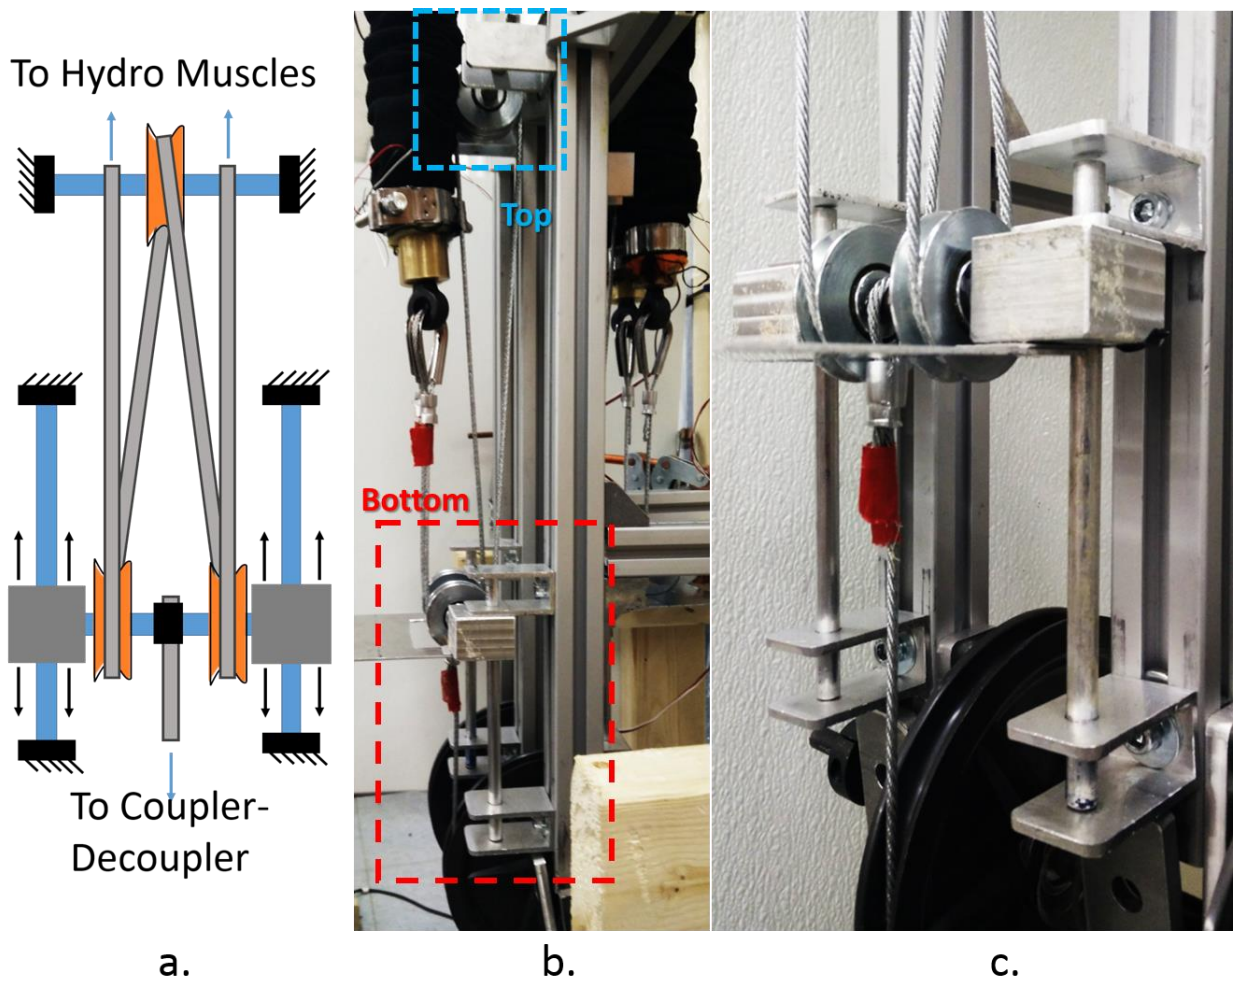 To Hydro Muscles
To Coupler-
Decoupler
Top
Bottom
a.
b.
c.